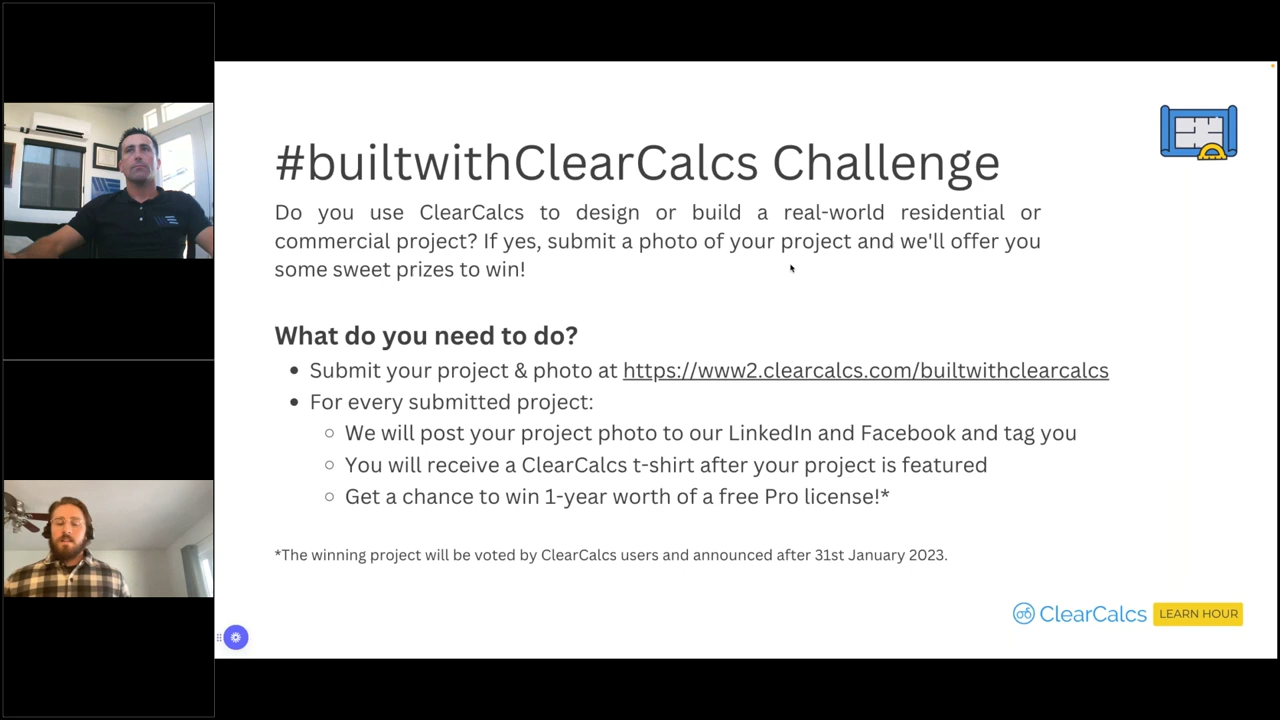 #builtwithClearCalcs Challenge
Do you use ClearCalcs to design or build a real-world residential or
commercial project? If yes, submit a photo of your project and we'll offer you
some sweet prizes to win!
What do you need to do?
Submit your project & photo at https://www2.clearcalcs.com/builtwithclearcalcs
For every submitted project:
We will post your project photo to our LinkedIn and Facebook and tag you
You will receive a ClearCalcs t-shirt after your project is featured
Get a chance to win 1-year worth of a free Pro license!*
*The winning project will be voted by ClearCalcs users and announced after 31st January 2023.
ClearCalcs LEARN HOUR